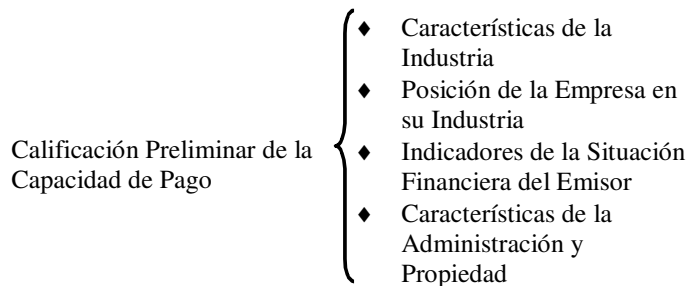 Calificación Preliminar de la
Capacidad de Pago
♦ Características de la
Industria
♦ Posición de la Empresa en
su Industria
♦ Indicadores de la Situación
Financiera del Emisor
♦ Características de la
Administración y
Propiedad